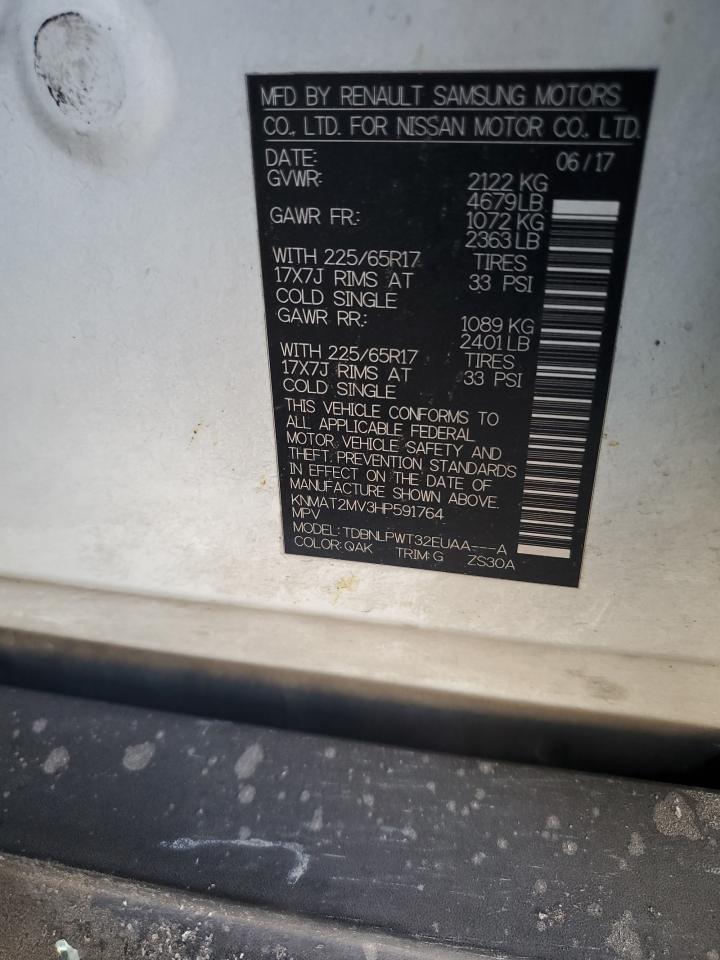 MFD BY RENAULT SAMSUNG MOTORS
CO., LTD. FOR NISSAN MOTOR CO., LTD.
DATE: 06/17
GVWR: 2122 KG
4679 LB
GAWR FR.: 1072 KG
2363 LB
WITH 225/65R17 TIRES
17X7J RIMS AT 33 PSI
COLD SINGLE
GAWR RR.: 1089 KG
2401 LB
WITH 225/65R17 TIRES
17X7J RIMS AT 33 PSI
COLD SINGLE
THIS VEHICLE CONFORMS TO
ALL APPLICABLE FEDERAL
MOTOR VEHICLE SAFETY AND
THEFT PREVENTION STANDARDS
IN EFFECT ON THE DATE OF
MANUFACTURE SHOWN ABOVE.
KNMAT2MV3HP591764
MPV
MODEL: TDBNLPWT32EUAA---A
COLOR: QAK TRIM: G ZS30A